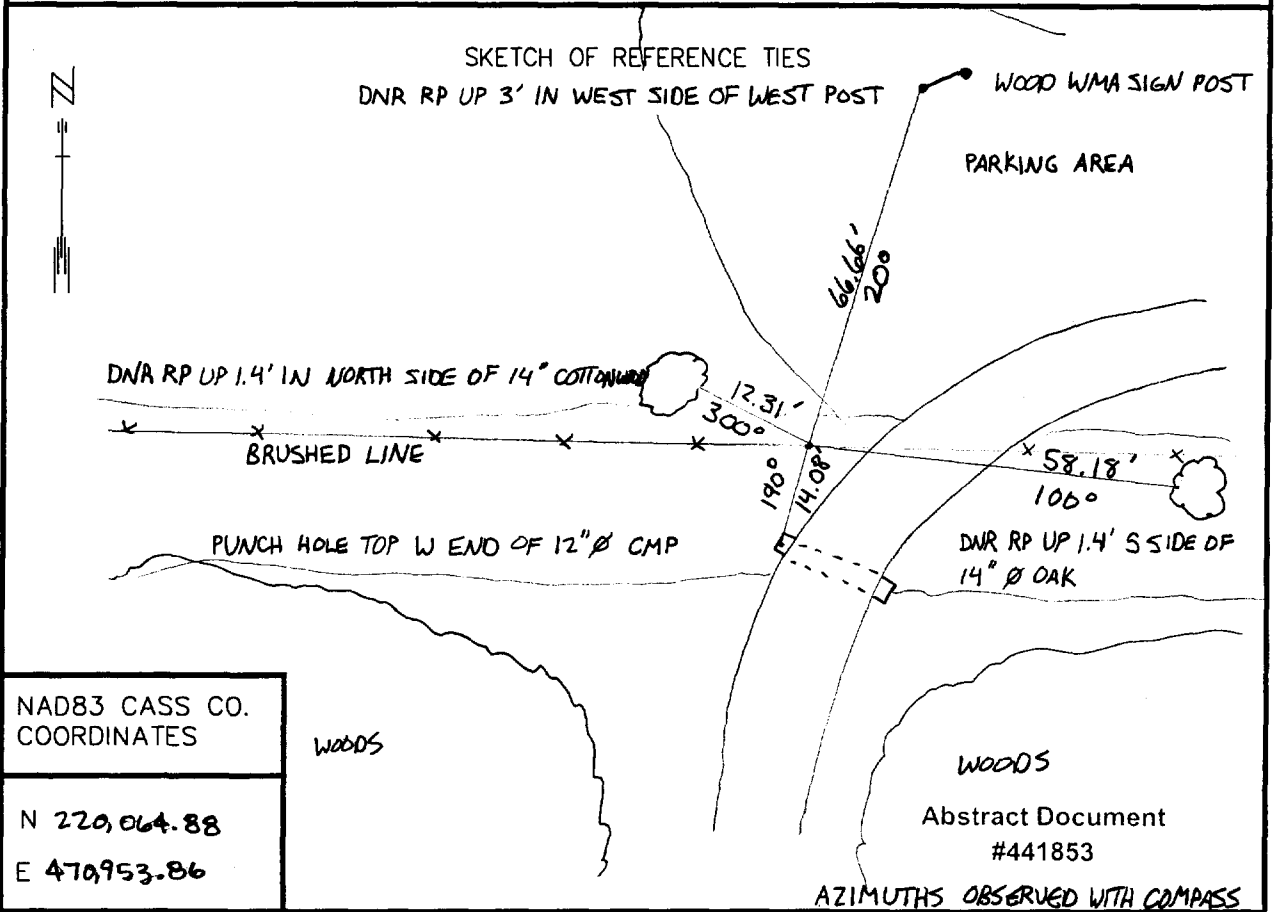 SKETCH OF REFERENCE TIES
N
DNR RP UP 3' IN WEST SIDE OF WEST POST
WOOD WMA SIGN POST
PARKING AREA
66.66'
20°
DNR RP UP 1.4' IN NORTH SIDE OF 14" COTTONWOOD
12.31'
300°
BRUSHED LINE
190°
14.08'
58.18'
100°
PUNCH HOLE TOP W END OF 12"Ø CMP
DNR RP UP 1.4' S SIDE OF
14" Ø OAK
NAD83 CASS CO.
COORDINATES
WOODS
WOODS
N 220,064.88
E 470,953.86
Abstract Document
#441853
AZIMUTHS OBSERVED WITH COMPASS